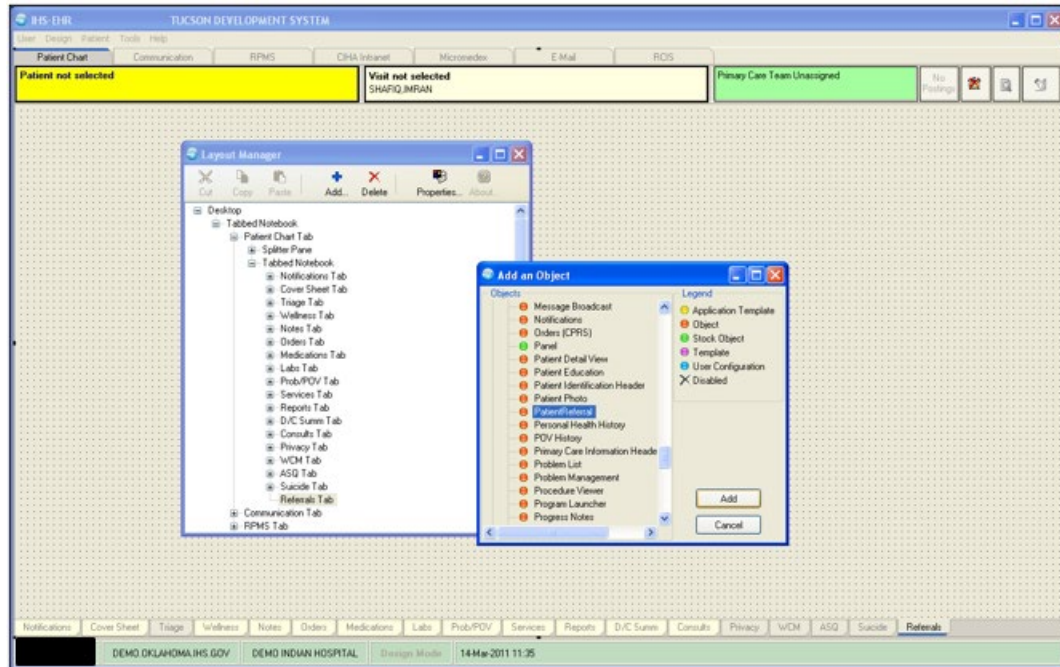 IHS-EHR TUCSON DEVELOPMENT SYSTEM
User Design Patient Tools Help
Patient Chart Communication RPMS CIHA Intranet Micromedex E-Mail RCIS
Patient not selected
Visit not selected
SHAFIQ,IMRAN
Primary Care Team Unassigned
No Postings
Layout Manager
Cut Copy Paste Add... Delete Properties... About...
Desktop
Tabbed Notebook
Patient Chart Tab
Splitter Pane
Tabbed Notebook
Notifications Tab
Cover Sheet Tab
Triage Tab
Wellness Tab
Notes Tab
Orders Tab
Medications Tab
Labs Tab
Prob/POV Tab
Services Tab
Reports Tab
D/C Summ Tab
Consults Tab
Privacy Tab
WCM Tab
ASQ Tab
Suicide Tab
Referrals Tab
Communication Tab
RPMS Tab
Add an Object
Objects
Message Broadcast
Notifications
Orders (CPRS)
Panel
Patient Detail View
Patient Education
Patient Identification Header
Patient Photo
PatientReferral
Personal Health History
POV History
Primary Care Information Heade
Problem List
Problem Management
Procedure Viewer
Program Launcher
Progress Notes
Legend
Application Template
Object
Stock Object
Template
User Configuration
Disabled
Add
Cancel
Notifications Cover Sheet Triage Wellness Notes Orders Medications Labs Prob/POV Services Reports D/C Summ Consults Privacy WCM ASQ Suicide Referrals
DEMO.OKLAHOMA.IHS.GOV DEMO INDIAN HOSPITAL Design Mode 14-Mar-2011 11:35